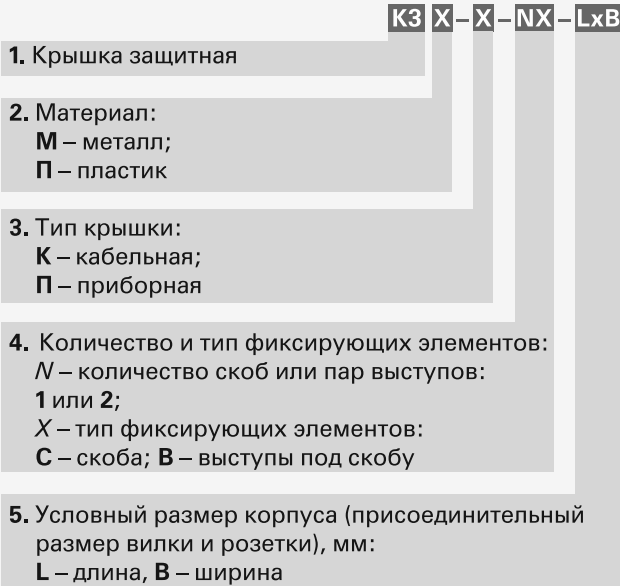 КЗ X – X – NX – LxB
1. Крышка защитная
2. Материал:
М – металл;
П – пластик
3. Тип крышки:
К – кабельная;
П – приборная
4. Количество и тип фиксирующих элементов:
N – количество скоб или пар выступов:
1 или 2;
X – тип фиксирующих элементов:
С – скоба; В – выступы под скобу
5. Условный размер корпуса (присоединительный
размер вилки и розетки), мм:
L – длина, B – ширина